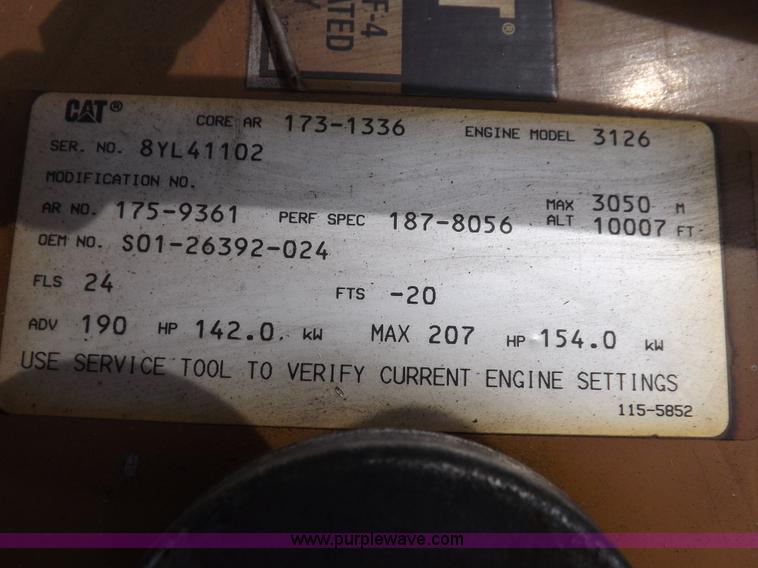 F-4
ATED
Y
T®
CAT® CORE AR 173-1336 ENGINE MODEL 3126
SER. NO. 8YL41102
MODIFICATION NO.
AR NO. 175-9361 PERF SPEC 187-8056 MAX ALT 3050 M 10007 FT
OEM NO. S01-26392-024
FLS 24 FTS -20
ADV 190 HP 142.0 kW MAX 207 HP 154.0 kW
USE SERVICE TOOL TO VERIFY CURRENT ENGINE SETTINGS
115-5852
www.purplewave.com